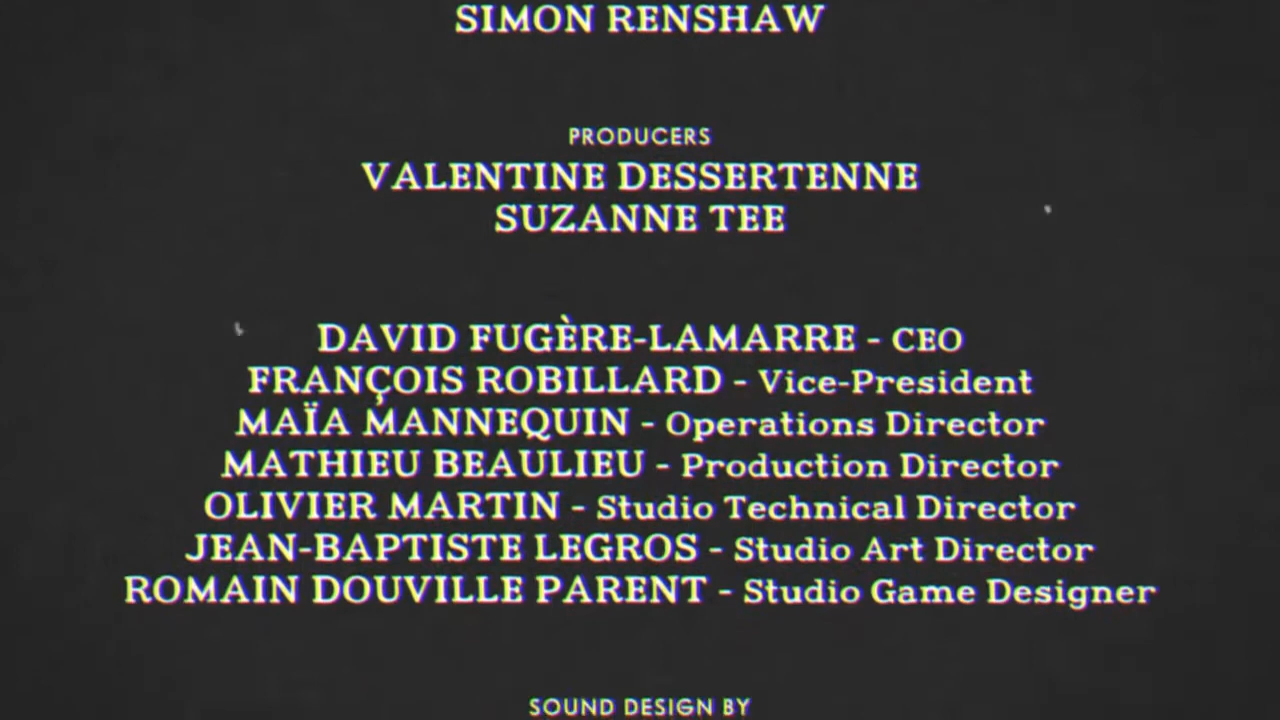 SIMON RENSHAW
PRODUCERS
VALENTINE DESSERTENNE
SUZANNE TEE
DAVID FUGÈRE-LAMARRE - CEO
FRANÇOIS ROBILLARD - Vice-President
MAÏA MANNEQUIN - Operations Director
MATHIEU BEAULIEU - Production Director
OLIVIER MARTIN - Studio Technical Director
JEAN-BAPTISTE LEGROS - Studio Art Director
ROMAIN DOUVILLE PARENT - Studio Game Designer
SOUND DESIGN BY